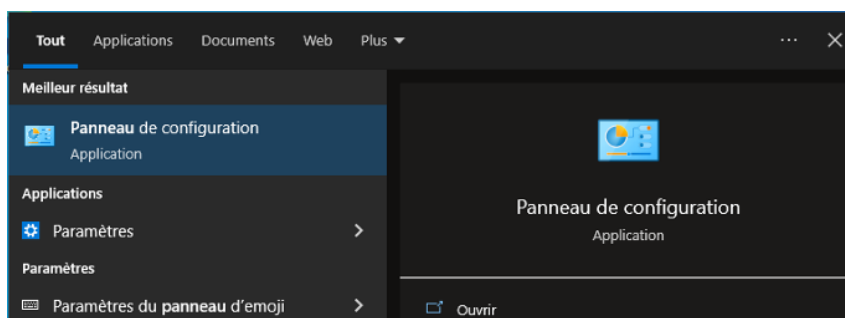 Tout Applications Documents Web Plus
Meilleur résultat
Panneau de configuration
Application
Applications
Paramètres
Paramètres
Paramètres du panneau d'emoji
Panneau de configuration
Application
Ouvrir